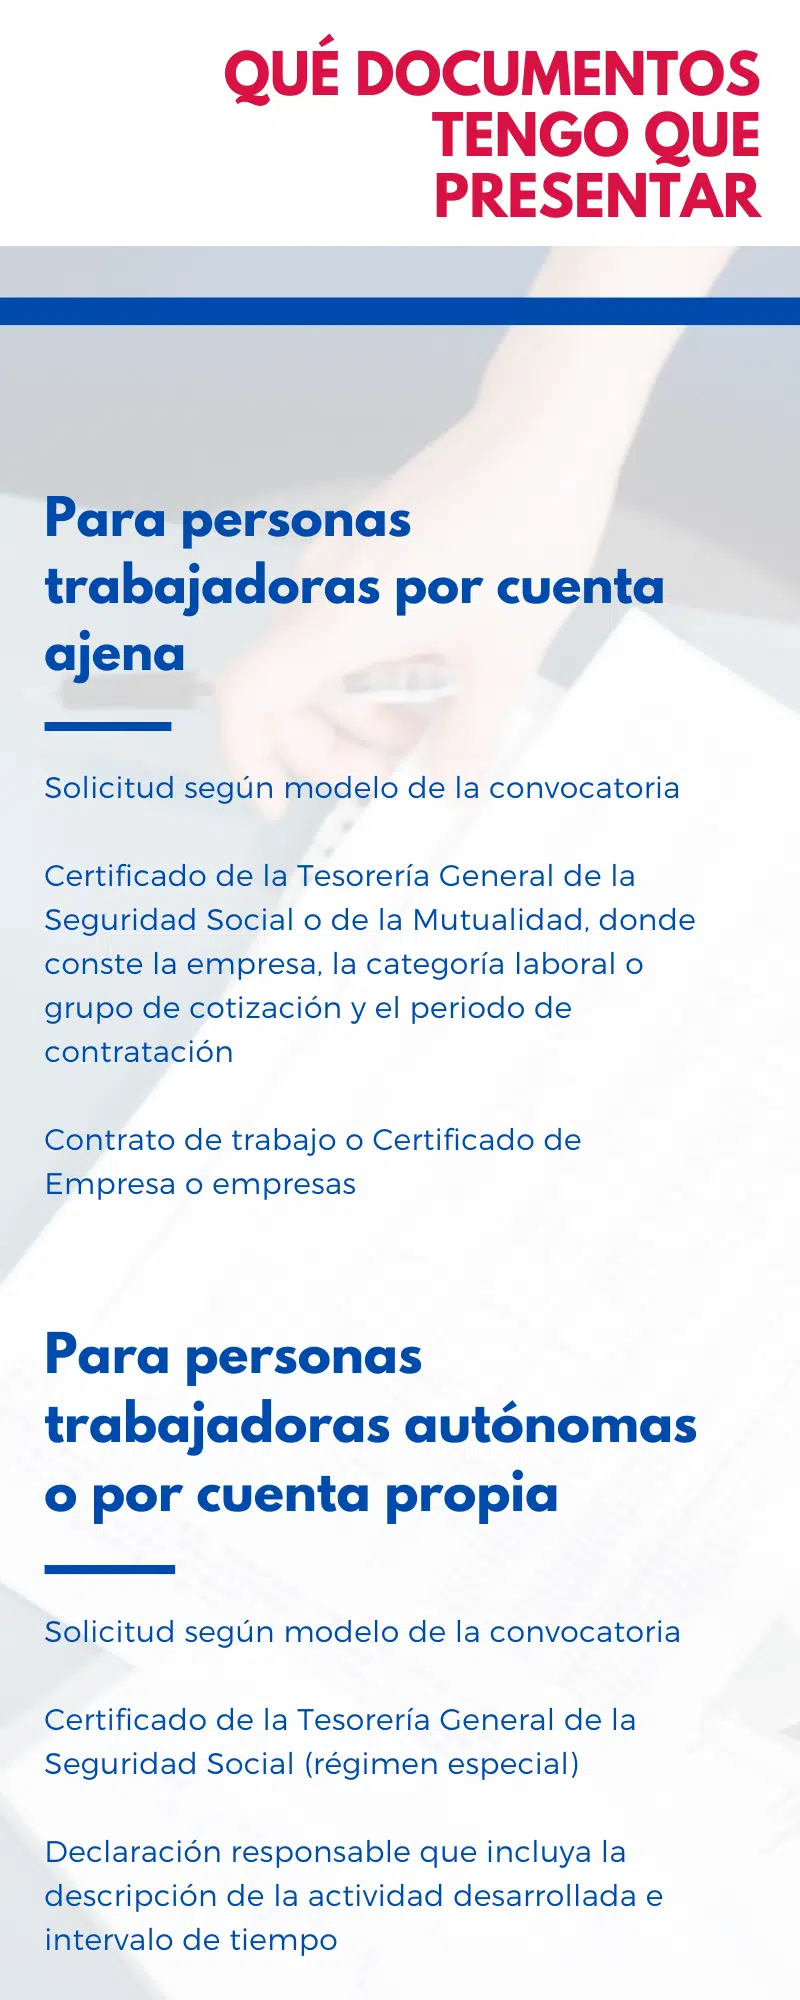 QUÉ DOCUMENTOS
TENGO QUE
PRESENTAR
Para personas
trabajadoras por cuenta
ajena
Solicitud según modelo de la convocatoria
Certificado de la Tesorería General de la
Seguridad Social o de la Mutualidad, donde
conste la empresa, la categoría laboral o
grupo de cotización y el periodo de
contratación
Contrato de trabajo o Certificado de
Empresa o empresas
Para personas
trabajadoras autónomas
o por cuenta propia
Solicitud según modelo de la convocatoria
Certificado de la Tesorería General de la
Seguridad Social (régimen especial)
Declaración responsable que incluya la
descripción de la actividad desarrollada e
intervalo de tiempo